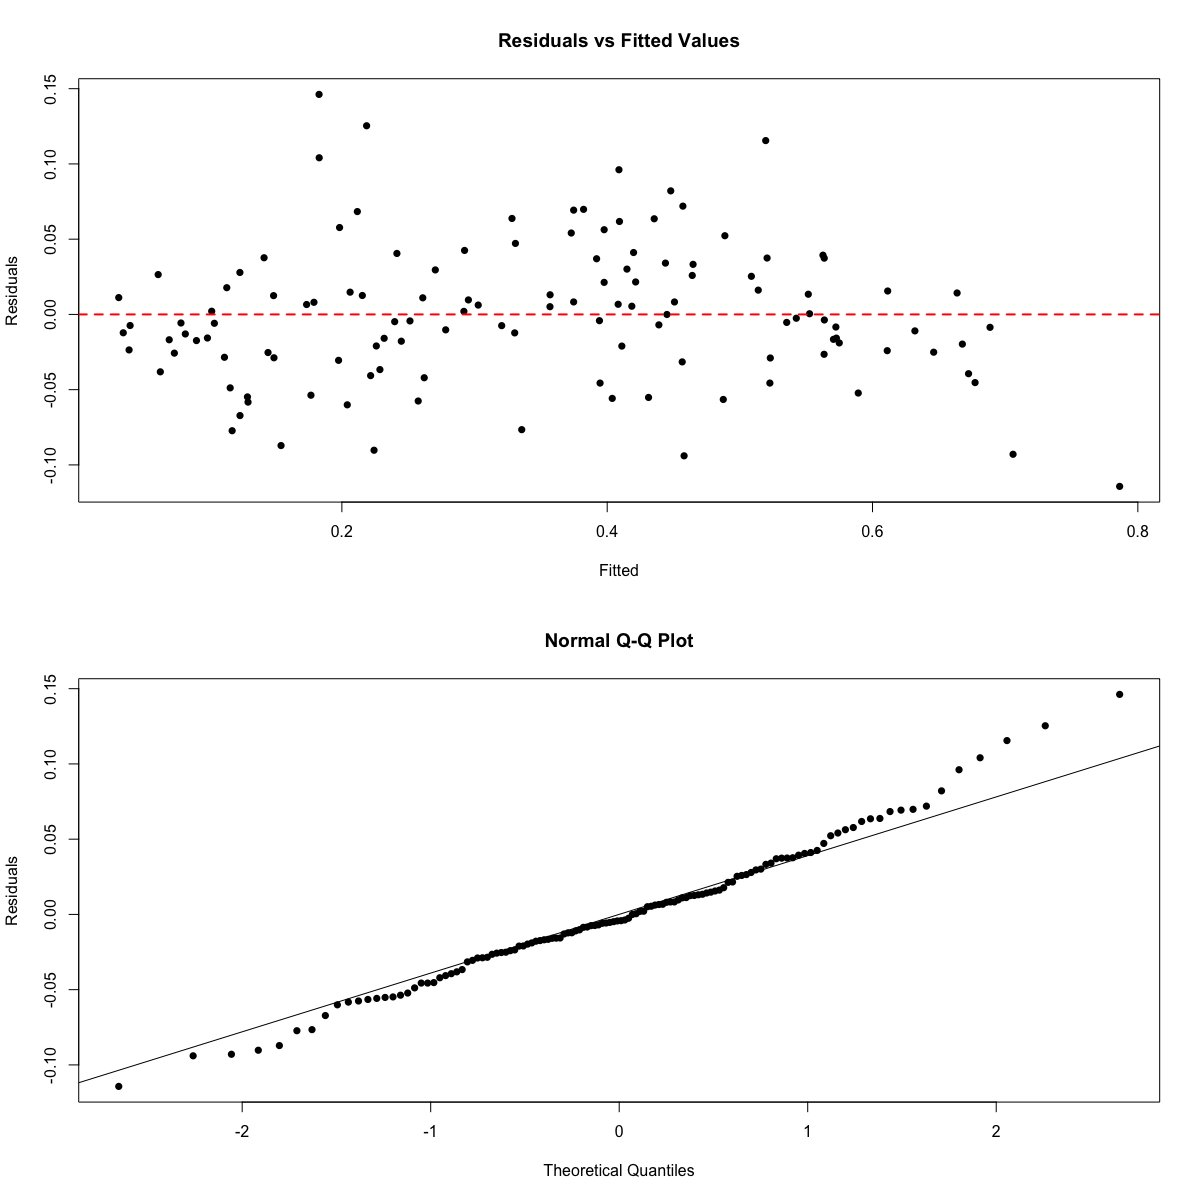 Residuals vs Fitted Values
0.15
0.10
0.05
0.00
-0.05
-0.10
Residuals
0.2 0.4 0.6 0.8
Fitted
Normal Q-Q Plot
0.15
0.10
0.05
0.00
-0.05
-0.10
Residuals
-2 -1 0 1 2
Theoretical Quantiles